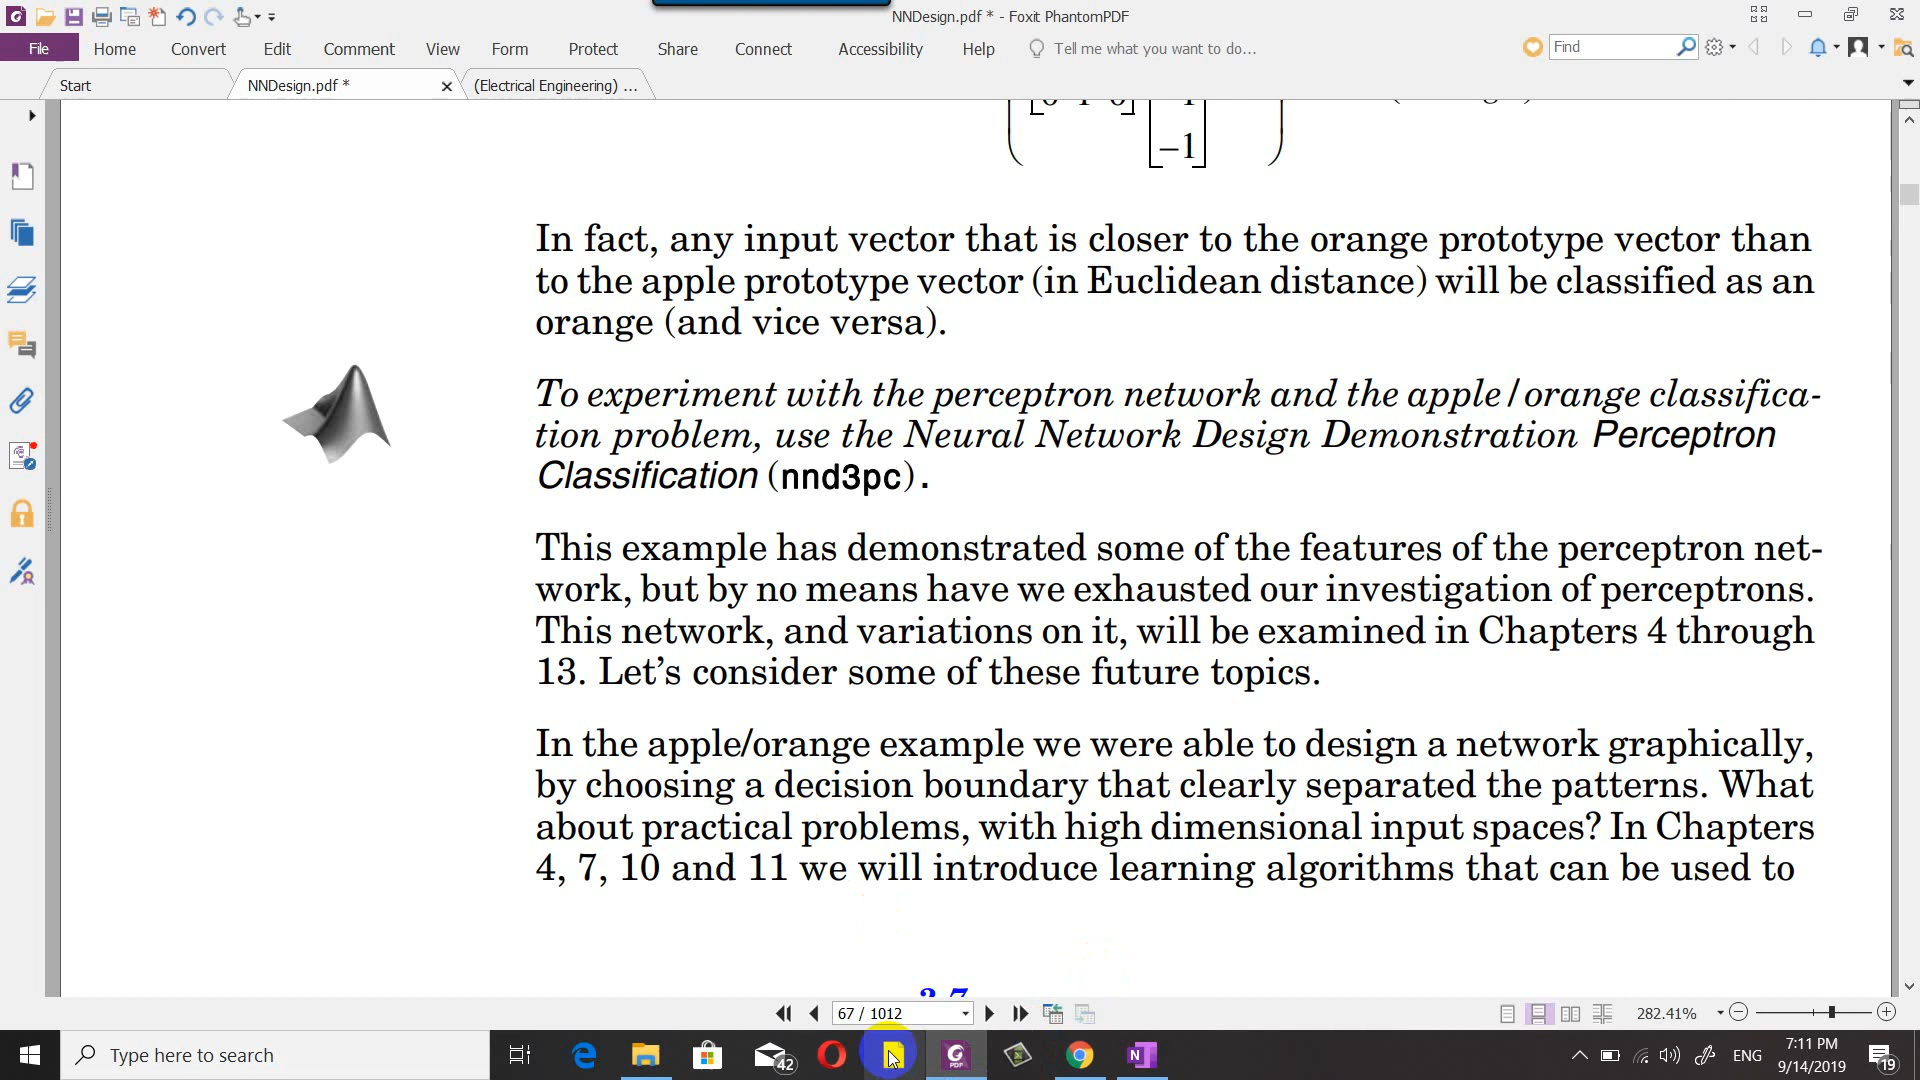 NNDesign.pdf * - Foxit PhantomPDF
File Home Convert Edit Comment View Form Protect Share Connect Accessibility Help Tell me what you want to do... Find
Start NNDesign.pdf * (Electrical Engineering) ...
−1
In fact, any input vector that is closer to the orange prototype vector than
to the apple prototype vector (in Euclidean distance) will be classified as an
orange (and vice versa).
To experiment with the perceptron network and the apple/orange classifica-
tion problem, use the Neural Network Design Demonstration Perceptron
Classification (nnd3pc).
This example has demonstrated some of the features of the perceptron net-
work, but by no means have we exhausted our investigation of perceptrons.
This network, and variations on it, will be examined in Chapters 4 through
13. Let’s consider some of these future topics.
In the apple/orange example we were able to design a network graphically,
by choosing a decision boundary that clearly separated the patterns. What
about practical problems, with high dimensional input spaces? In Chapters
4, 7, 10 and 11 we will introduce learning algorithms that can be used to
3-7
67 / 1012 282.41%
Type here to search 42 ENG 7:11 PM
9/14/2019 19